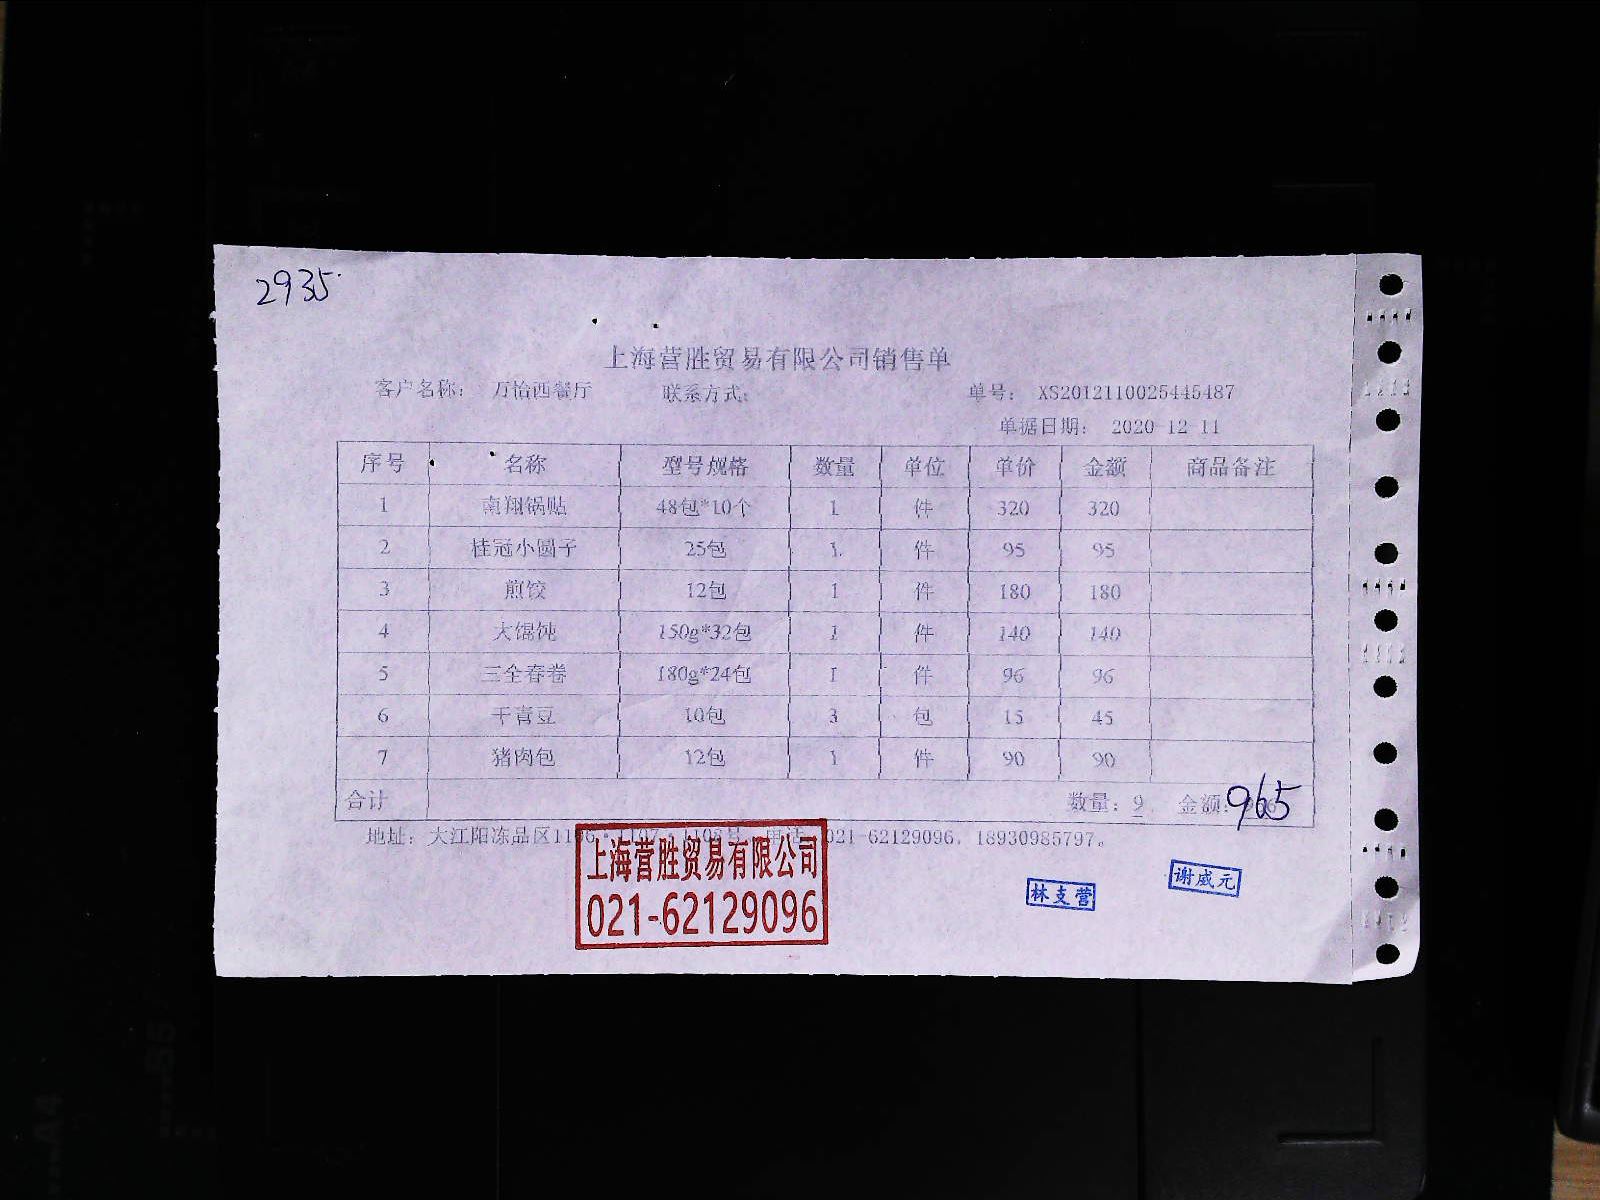 2935
上海营胜贸易有限公司销售单
客户名称： 万怡西餐厅 联系方式： 单号： XS2012110025445487
单据日期： 2020-12-11
序号 名称 型号规格 数量 单位 单价 金额 商品备注
1 南翔锅贴 48包*10个 1 件 320 320
2 桂冠小圆子 25包 1 件 95 95
3 煎饺 12包 1 件 180 180
4 大馄饨 150g*32包 1 件 140 140
5 三全春卷 180g*24包 1 件 96 96
6 干青豆 10包 3 包 15 45
7 猪肉包 12包 1 件 90 90
合计 数量：9 金额： 965
地址： 大江阳冻品区 电话 021-62129096，18930985797。
上海营胜贸易有限公司
021-62129096
林支营
谢威元